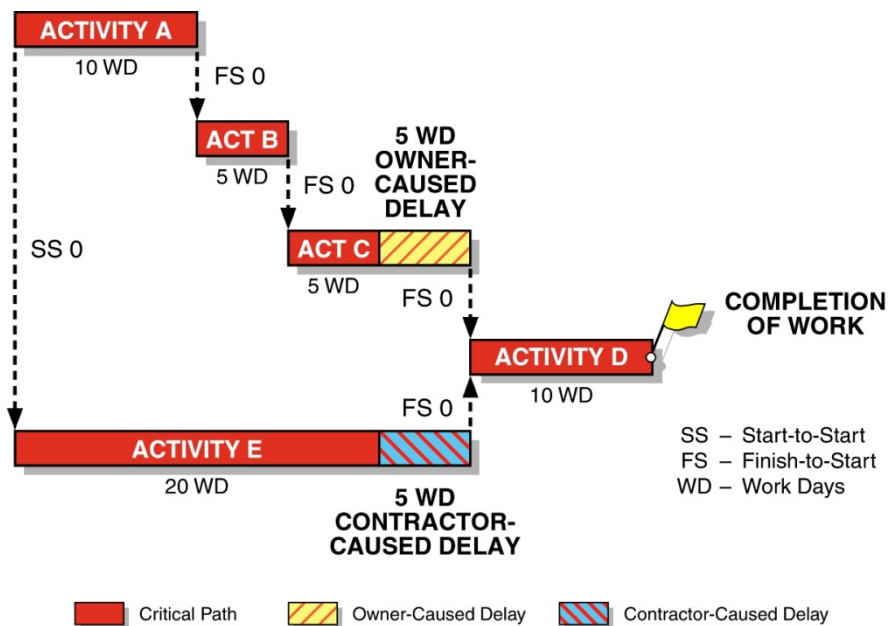 ACTIVITY A
10 WD
FS 0
ACT B
5 WD
FS 0
5 WD
OWNER-
CAUSED
DELAY
SS 0
ACT C
5 WD
FS 0
COMPLETION
OF WORK
ACTIVITY D
10 WD
FS 0
ACTIVITY E
20 WD
5 WD
CONTRACTOR-
CAUSED DELAY
SS – Start-to-Start
FS – Finish-to-Start
WD – Work Days
Critical Path
Owner-Caused Delay
Contractor-Caused Delay